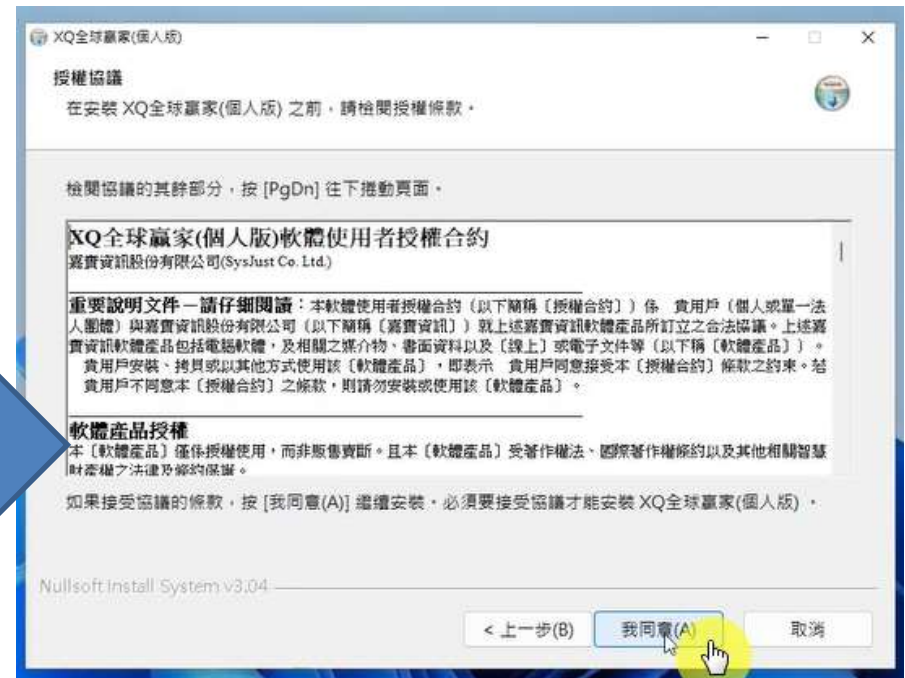 XQ全球贏家(個人版)
授權協議
在安裝 XQ全球贏家(個人版) 之前，請檢閱授權條款。
檢閱協議的其餘部分，按 [PgDn] 往下捲動頁面。
XQ全球贏家(個人版)軟體使用者授權合約
嘉實資訊股份有限公司(SysJust Co. Ltd.)
重要說明文件－請仔細閱讀：本軟體使用者授權合約（以下簡稱〔授權合約〕）係 貴用戶（個人或單一法
人團體）與嘉實資訊股份有限公司（以下簡稱〔嘉實資訊〕）就上述嘉實資訊軟體產品所訂立之合法協議。上述嘉
實資訊軟體產品包括電腦軟體，及相關之媒介物、書面資料以及〔線上〕或電子文件等（以下稱〔軟體產品〕）。
貴用戶安裝、拷貝或以其他方式使用該〔軟體產品〕，即表示 貴用戶同意接受本〔授權合約〕條款之約束。若
貴用戶不同意本〔授權合約〕之條款，則請勿安裝或使用該〔軟體產品〕。
軟體產品授權
本〔軟體產品〕僅係授權使用，而非販售賣斷。且本〔軟體產品〕受著作權法、國際著作權條約以及其他相關智慧
財產權之法律及條約保護。
如果接受協議的條款，按 [我同意(A)] 繼續安裝。必須要接受協議才能安裝 XQ全球贏家(個人版) 。
Nullsoft Install System v3.04
< 上一步(B)
我同意(A)
取消